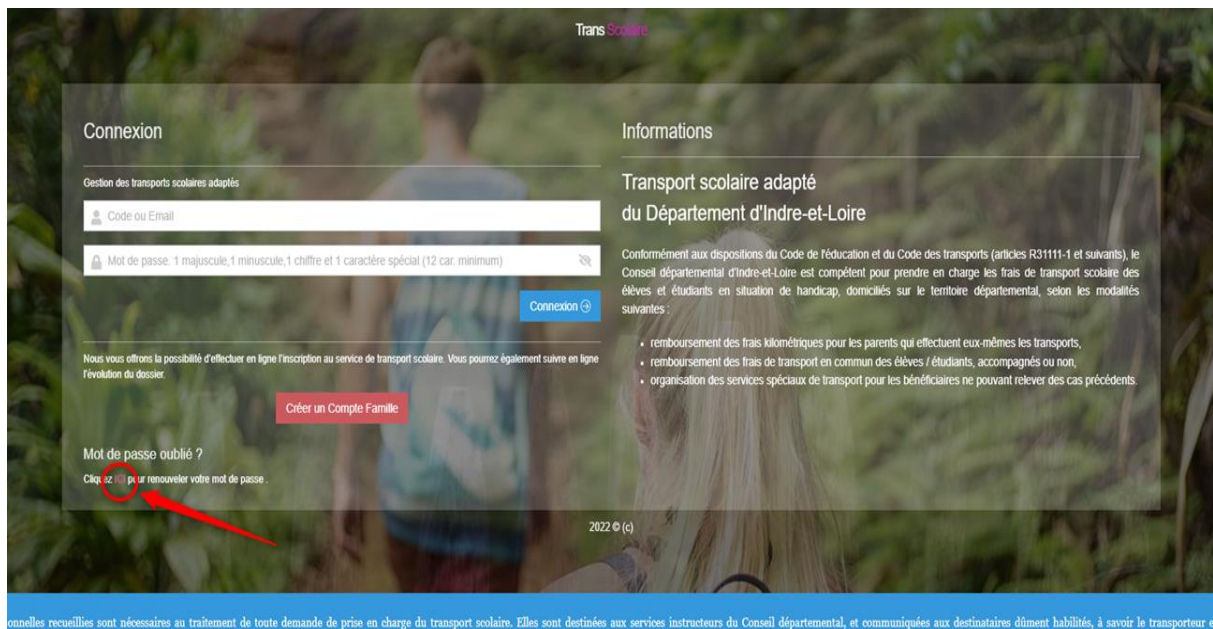 Trans Scolaire
Connexion
Gestion des transports scolaires adaptés
Code ou Email
Mot de passe. 1 majuscule,1 minuscule,1 chiffre et 1 caractère spécial (12 car. minimum)
Connexion
Nous vous offrons la possibilité d'effectuer en ligne l'inscription au service de transport scolaire. Vous pourrez également suivre en ligne
l'évolution du dossier.
Créer un Compte Famille
Mot de passe oublié ?
Cliquez ICI pour renouveler votre mot de passe .
Informations
Transport scolaire adapté
du Département d'Indre-et-Loire
Conformément aux dispositions du Code de l'éducation et du Code des transports (articles R31111-1 et suivants), le
Conseil départemental d'Indre-et-Loire est compétent pour prendre en charge les frais de transport scolaire des
élèves et étudiants en situation de handicap, domiciliés sur le territoire départemental, selon les modalités
suivantes :
• remboursement des frais kilométriques pour les parents qui effectuent eux-mêmes les transports,
• remboursement des frais de transport en commun des élèves / étudiants, accompagnés ou non,
• organisation des services spéciaux de transport pour les bénéficiaires ne pouvant relever des cas précédents.
2022 © (c)
onnelles recueillies sont nécessaires au traitement de toute demande de prise en charge du transport scolaire. Elles sont destinées aux services instructeurs du Conseil départemental, et communiquées aux destinataires dûment habilités, à savoir le transporteur e